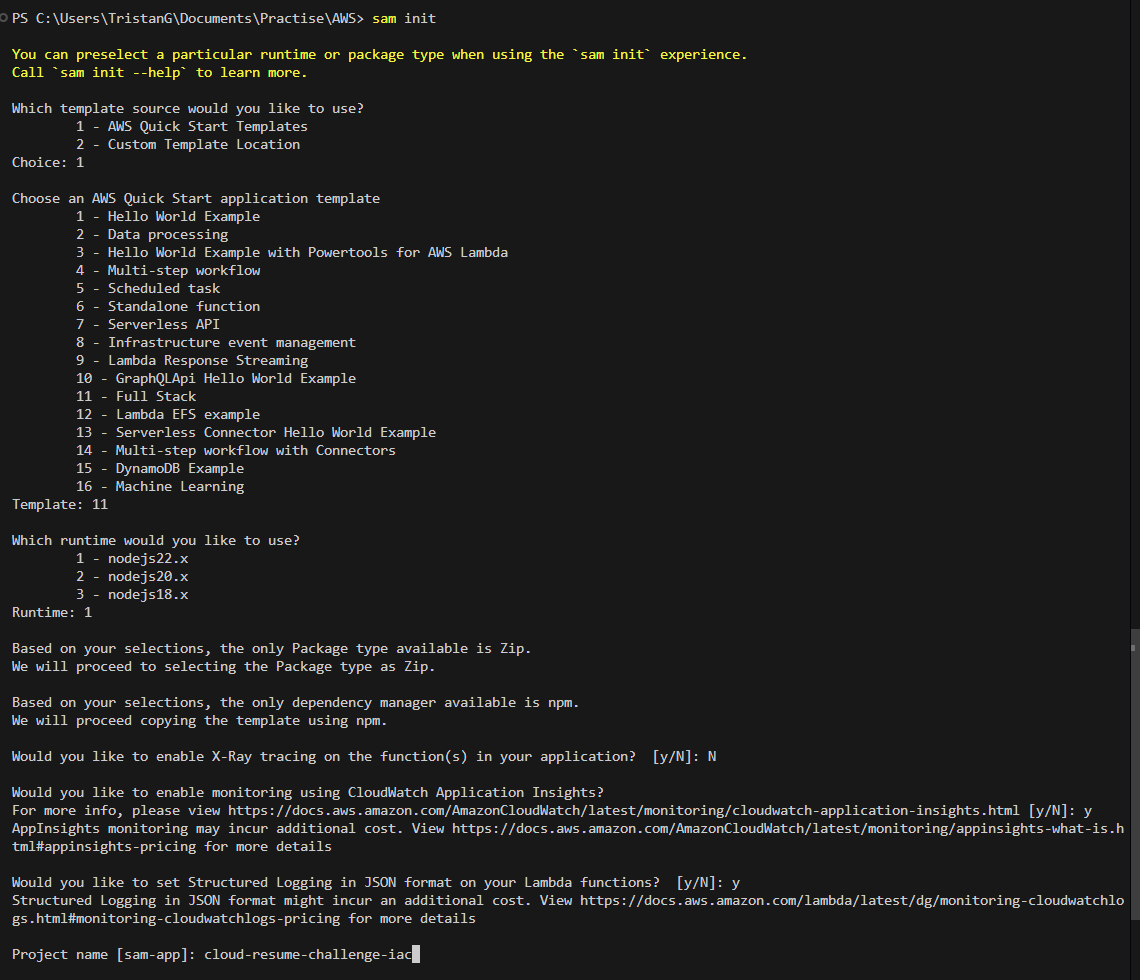 PS C:\Users\TristanG\Documents\Practise\AWS> sam init
You can preselect a particular runtime or package type when using the `sam init` experience.
Call `sam init --help` to learn more.
Which template source would you like to use?
1 - AWS Quick Start Templates
2 - Custom Template Location
Choice: 1
Choose an AWS Quick Start application template
1 - Hello World Example
2 - Data processing
3 - Hello World Example with Powertools for AWS Lambda
4 - Multi-step workflow
5 - Scheduled task
6 - Standalone function
7 - Serverless API
8 - Infrastructure event management
9 - Lambda Response Streaming
10 - GraphQLApi Hello World Example
11 - Full Stack
12 - Lambda EFS example
13 - Serverless Connector Hello World Example
14 - Multi-step workflow with Connectors
15 - DynamoDB Example
16 - Machine Learning
Template: 11
Which runtime would you like to use?
1 - nodejs22.x
2 - nodejs20.x
3 - nodejs18.x
Runtime: 1
Based on your selections, the only Package type available is Zip.
We will proceed to selecting the Package type as Zip.
Based on your selections, the only dependency manager available is npm.
We will proceed copying the template using npm.
Would you like to enable X-Ray tracing on the function(s) in your application?  [y/N]: N
Would you like to enable monitoring using CloudWatch Application Insights?
For more info, please view https://docs.aws.amazon.com/AmazonCloudWatch/latest/monitoring/cloudwatch-application-insights.html [y/N]: y
AppInsights monitoring may incur additional cost. View https://docs.aws.amazon.com/AmazonCloudWatch/latest/monitoring/appinsights-what-is.h
tml#appinsights-pricing for more details
Would you like to set Structured Logging in JSON format on your Lambda functions?  [y/N]: y
Structured Logging in JSON format might incur an additional cost. View https://docs.aws.amazon.com/lambda/latest/dg/monitoring-cloudwatchlo
gs.html#monitoring-cloudwatchlogs-pricing for more details
Project name [sam-app]: cloud-resume-challenge-iac